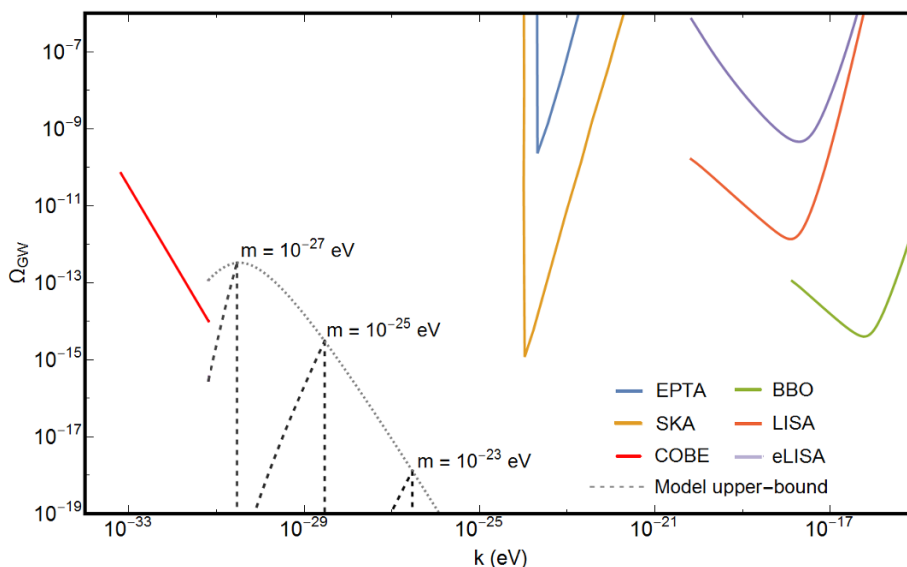 10⁻⁷
10⁻⁹
10⁻¹¹
10⁻¹³
10⁻¹⁵
10⁻¹⁷
10⁻¹⁹
Ω_GW
m = 10⁻²⁷ eV
m = 10⁻²⁵ eV
m = 10⁻²³ eV
EPTA BBO
SKA LISA
COBE eLISA
Model upper−bound
10⁻³³ 10⁻²⁹ 10⁻²⁵ 10⁻²¹ 10⁻¹⁷
k (eV)